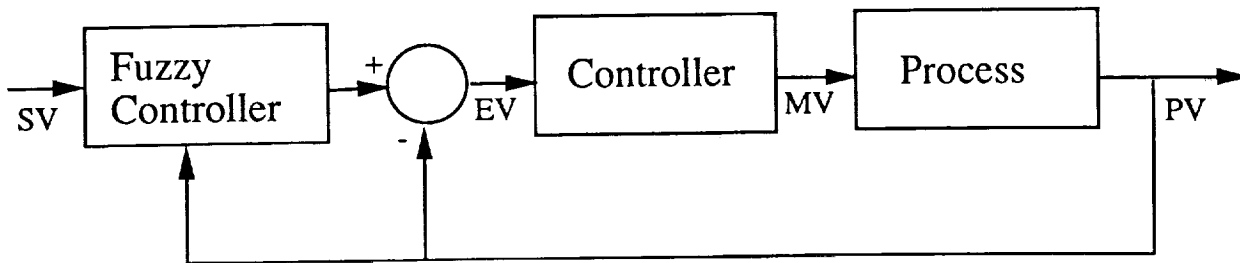 Fuzzy
Controller
SV
+
-
EV
Controller
MV
Process
PV